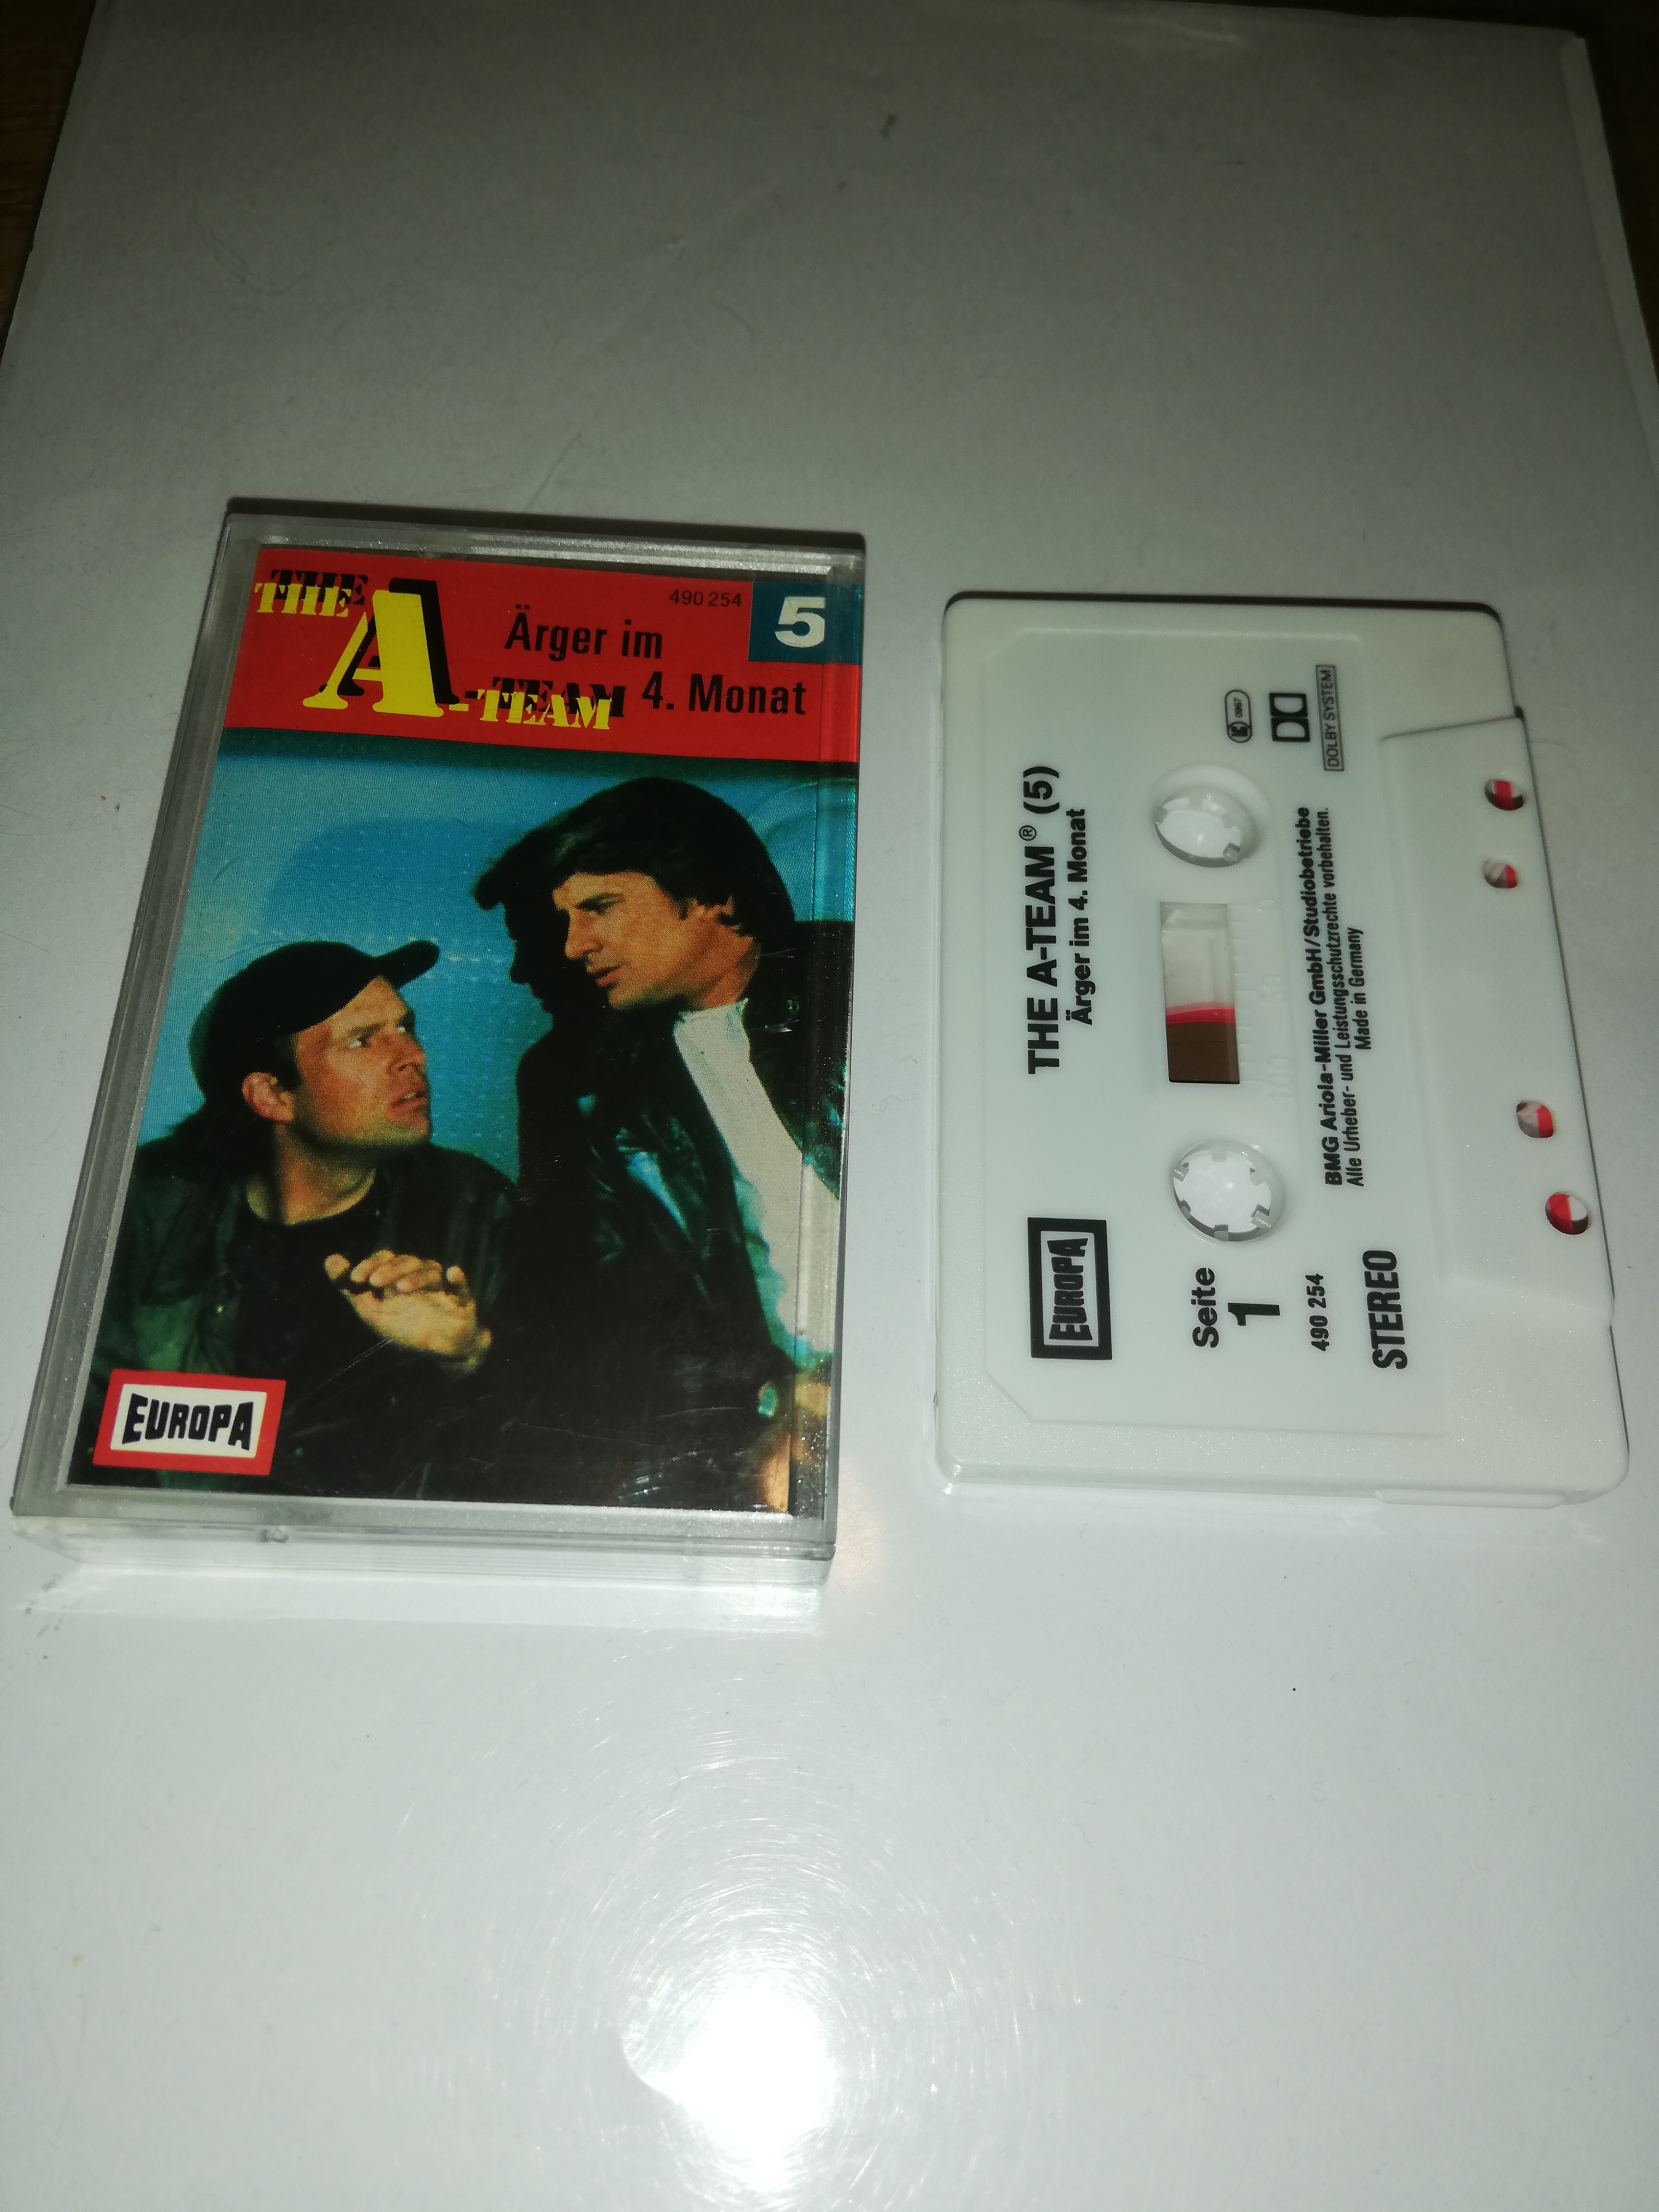 THE
A-TEAM
490 254
5
Ärger im
4. Monat
EUROPA
THE A-TEAM® (5)
Ärger im 4. Monat
EUROPA
Seite
1
490 254
STEREO
LC 0967
DOLBY SYSTEM
BMG Ariola-Miller GmbH/Studiobetriebe
Alle Urheber- und Leistungsschutzrechte vorbehalten.
Made in Germany